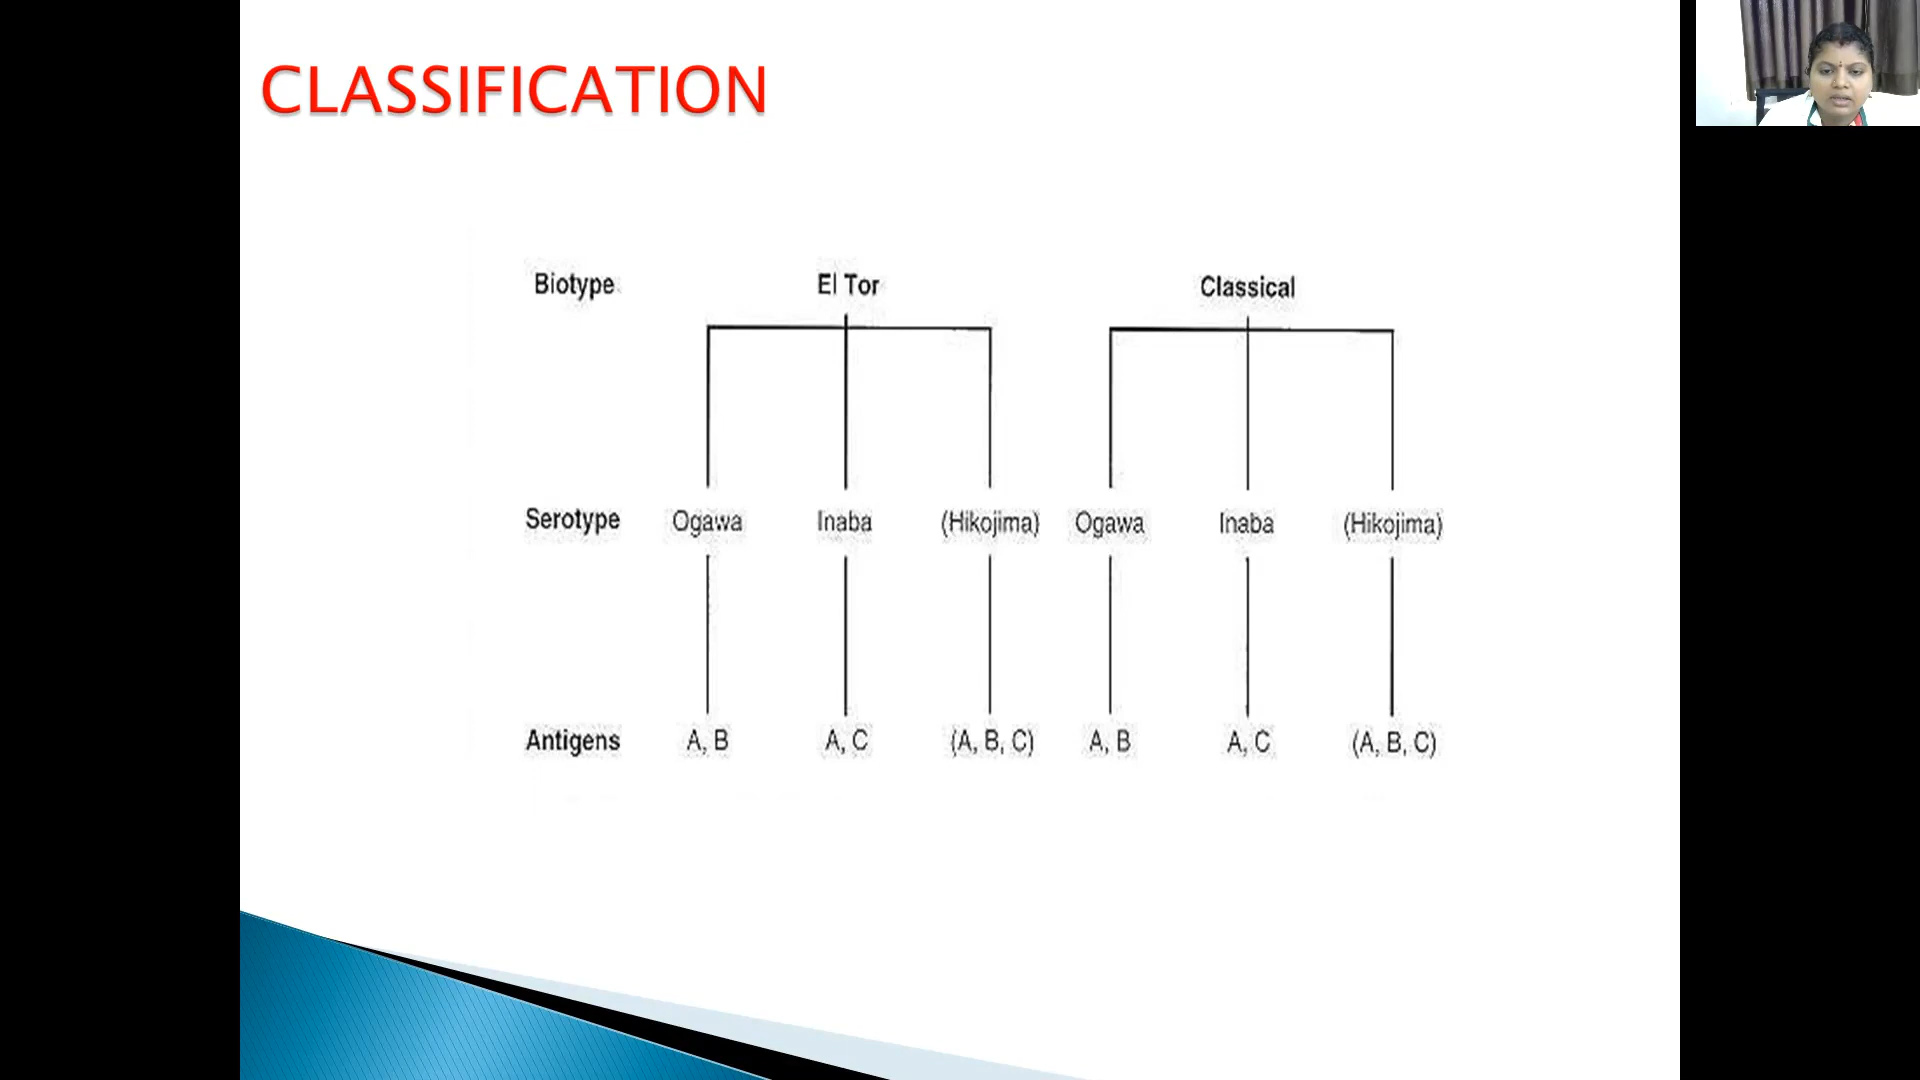 CLASSIFICATION
Biotype El Tor Classical
Serotype Ogawa Inaba (Hikojima) Ogawa Inaba (Hikojima)
Antigens A, B A, C (A, B, C) A, B A, C (A, B, C)